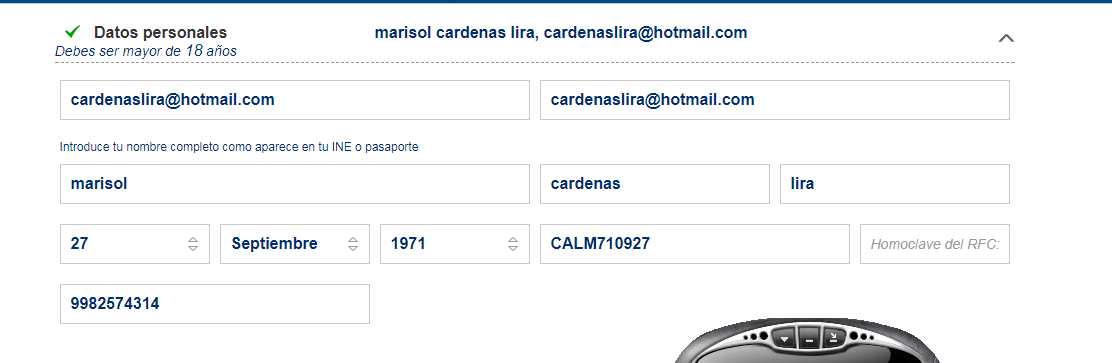 Datos personales marisol cardenas lira, cardenaslira@hotmail.com
Debes ser mayor de 18 años
cardenaslira@hotmail.com cardenaslira@hotmail.com
Introduce tu nombre completo como aparece en tu INE o pasaporte
marisol cardenas lira
27 Septiembre 1971 CALM710927 Homoclave del RFC:
9982574314